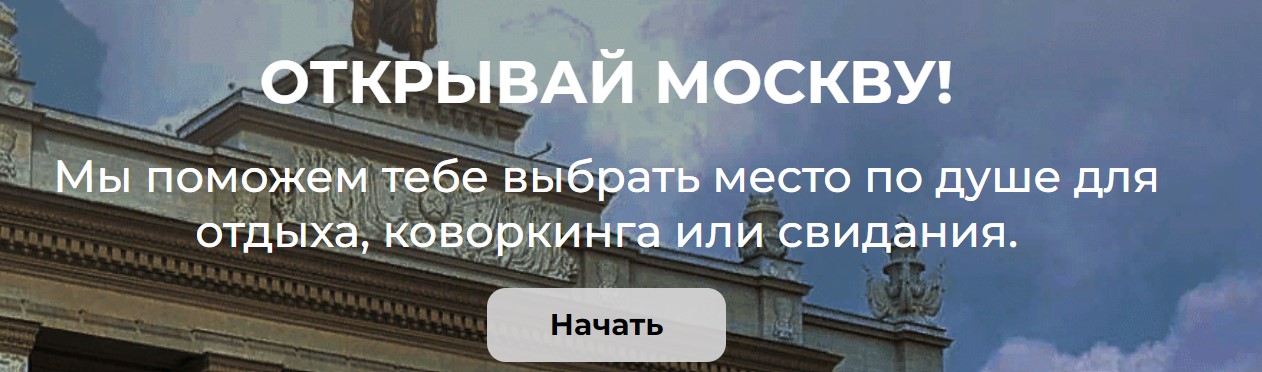 ОТКРЫВАЙ МОСКВУ!
Мы поможем тебе выбрать место по душе для
отдыха, коворкинга или свидания.
Начать